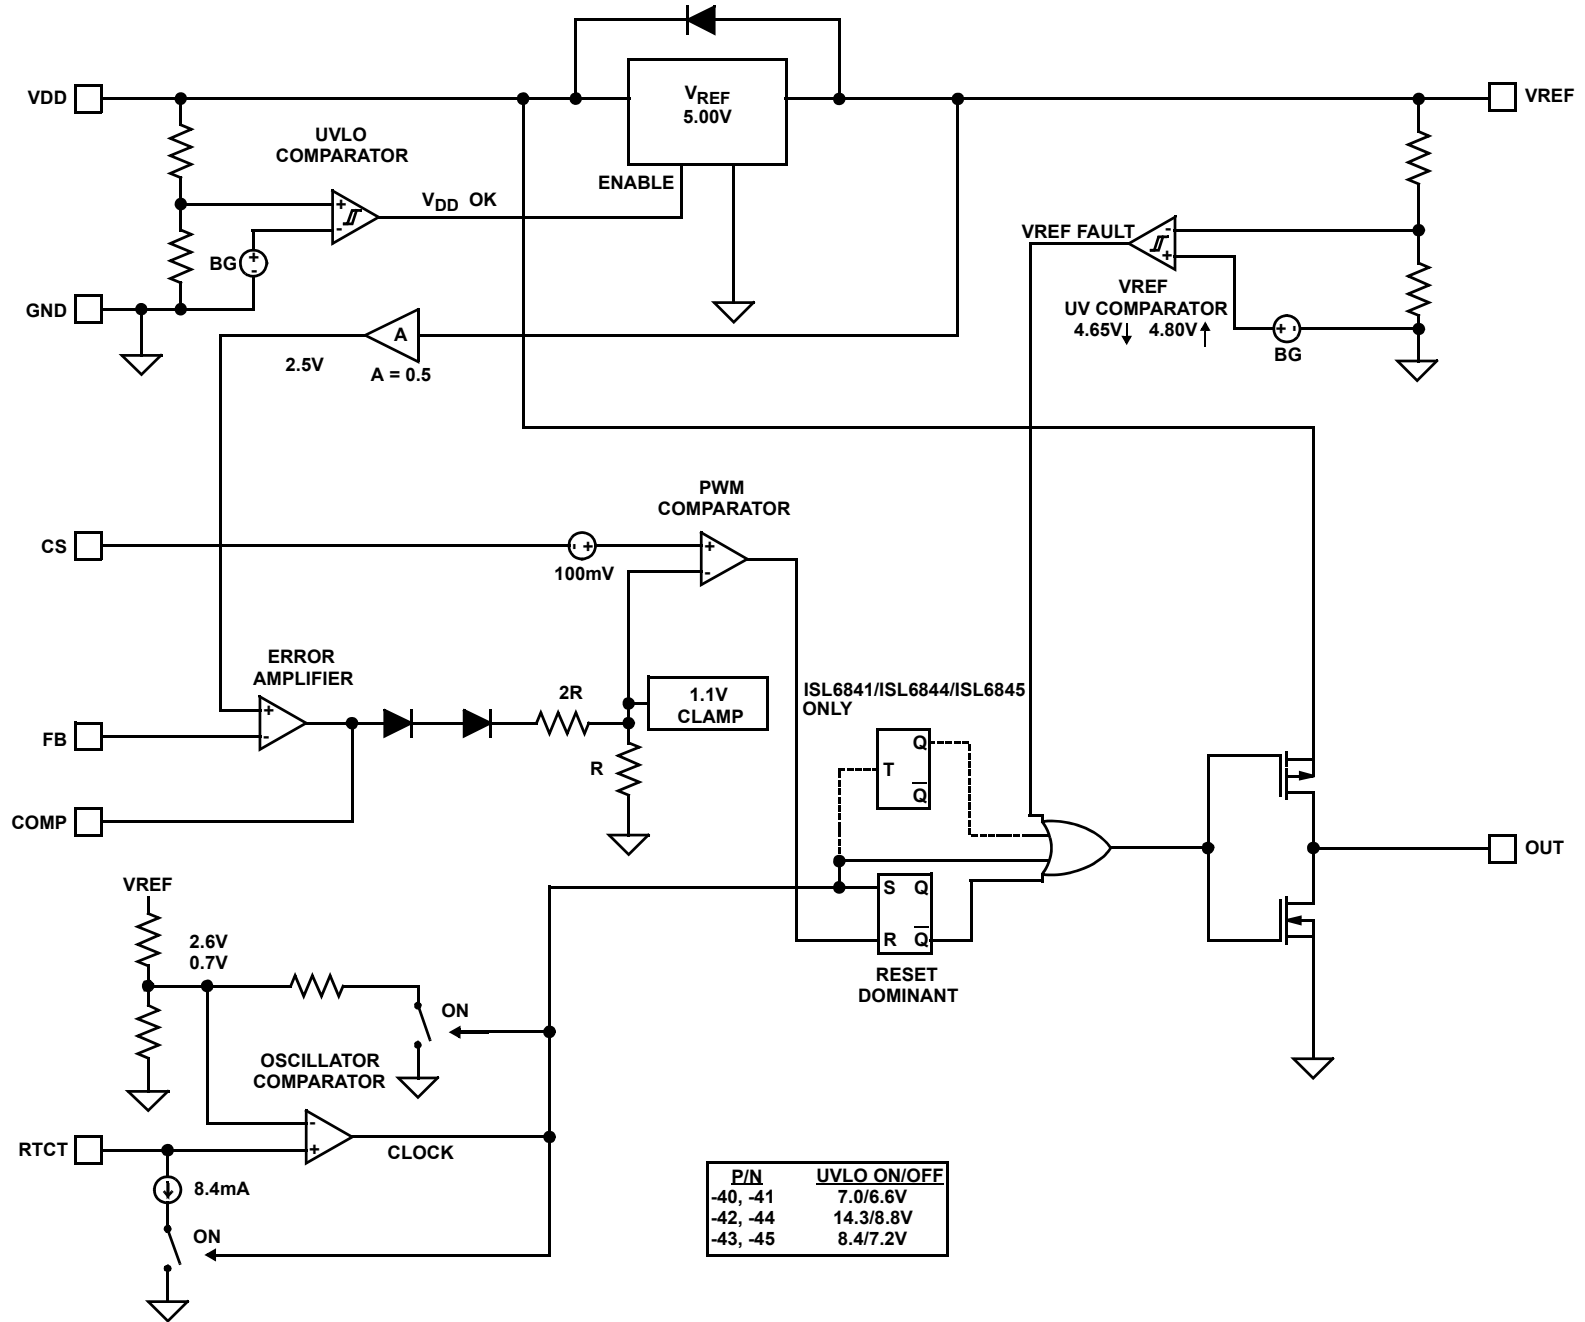 VDD
VREF
5.00V
VREF
UVLO
COMPARATOR
ENABLE
VDD OK
+
-
BG
+
-
GND
VREF FAULT
-
+
VREF
UV COMPARATOR
4.65V↓ 4.80V↑
+ -
BG
A
2.5V
A = 0.5
PWM
COMPARATOR
CS
- +
100mV
+
-
ERROR
AMPLIFIER
+
-
FB
2R
1.1V
CLAMP
R
COMP
ISL6841/ISL6844/ISL6845
ONLY
Q
T
Q
OUT
S Q
R Q
RESET
DOMINANT
VREF
2.6V
0.7V
ON
OSCILLATOR
COMPARATOR
-
+
RTCT
CLOCK
8.4mA
ON
P/N UVLO ON/OFF
-40, -41 7.0/6.6V
-42, -44 14.3/8.8V
-43, -45 8.4/7.2V